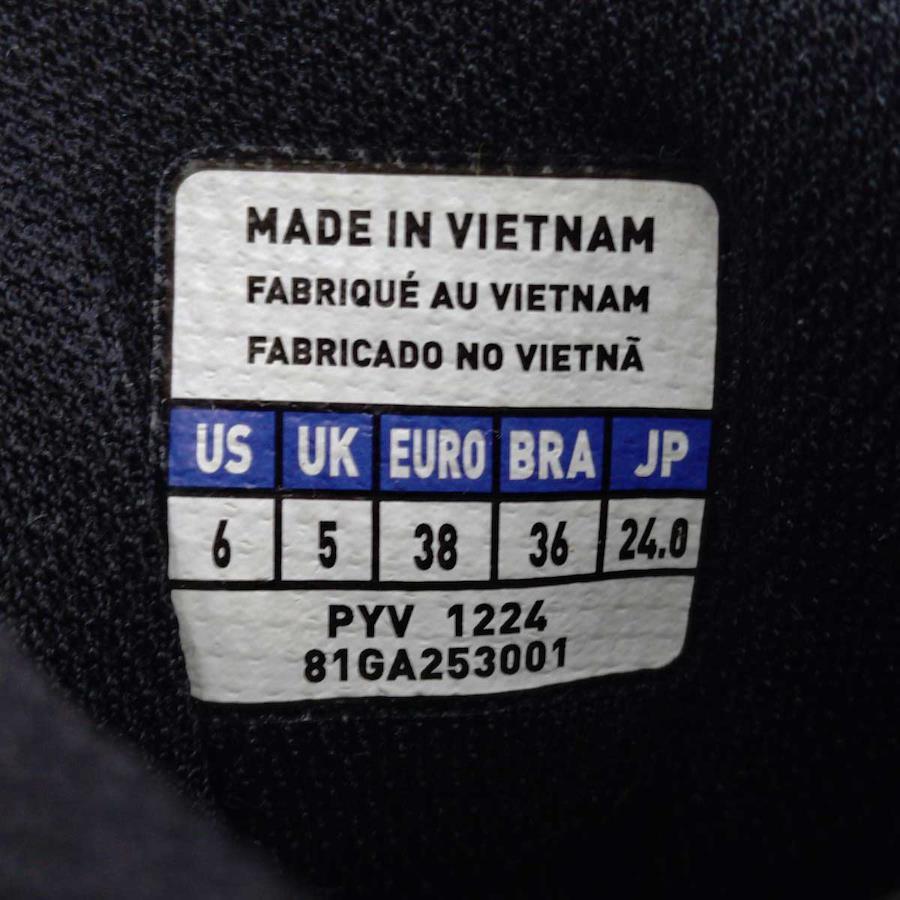 MADE IN VIETNAM
FABRIQUÉ AU VIETNAM
FABRICADO NO VIETNÃ
US UK EURO BRA JP
6 5 38 36 24.0
PYV 1224
81GA253001